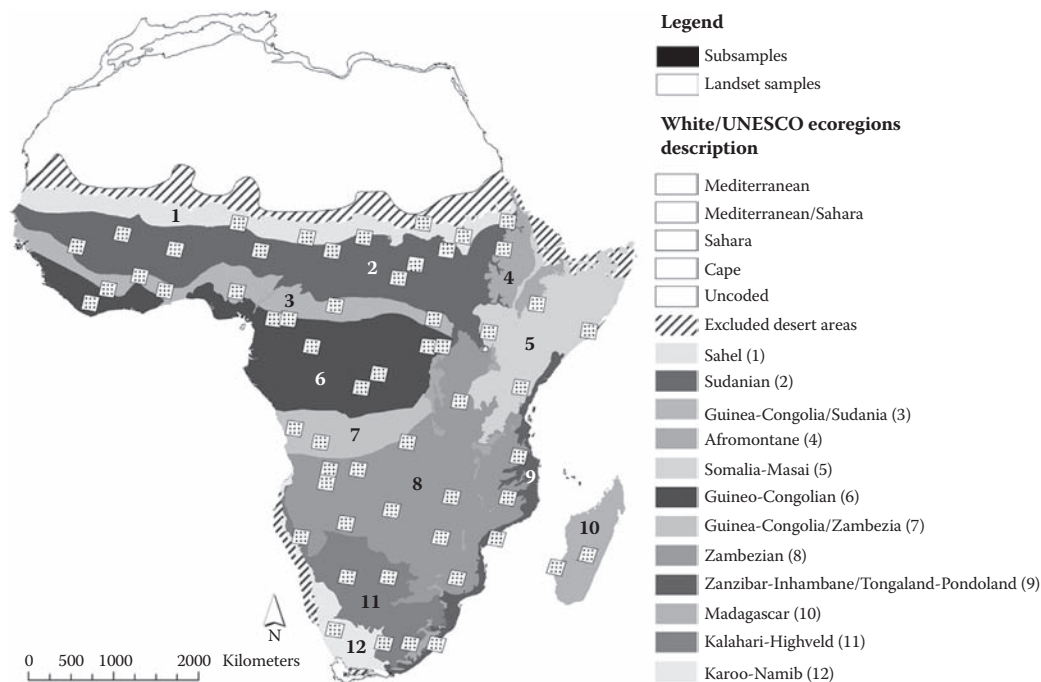 Legend
Subsamples
Landset samples
White/UNESCO ecoregions
description
Mediterranean
Mediterranean/Sahara
Sahara
Cape
Uncoded
Excluded desert areas
Sahel (1)
Sudanian (2)
Guinea-Congolia/Sudania (3)
Afromontane (4)
Somalia-Masai (5)
Guineo-Congolian (6)
Guinea-Congolia/Zambezia (7)
Zambezian (8)
Zanzibar-Inhambane/Tongaland-Pondoland (9)
Madagascar (10)
Kalahari-Highveld (11)
Karoo-Namib (12)
1
2
3
4
5
6
7
8
9
10
11
12
N
0 500 1000 2000 Kilometers